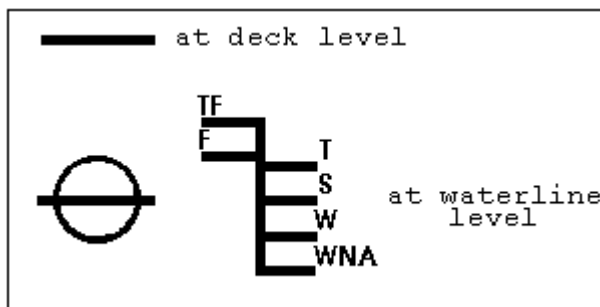 at deck level
TF
F
T
S
W
WNA
at waterline
level